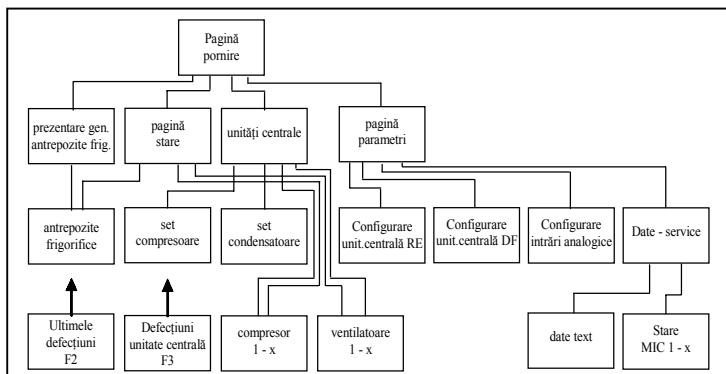 Pagină
pornire
prezentare gen.
antrepozite frig.
pagină
stare
unități centrale
pagină
parametri
antrepozite
frigorifice
set
compresoare
set
condensatoare
Configurare
unit.centrală RE
Configurare
unit.centrală DF
Configurare
intrări analogice
Date - service
Ultimele
defecțiuni
F2
Defecțiuni
unitate centrală
F3
compresor
1 - x
ventilatoare
1 - x
date text
Stare
MIC 1 - x